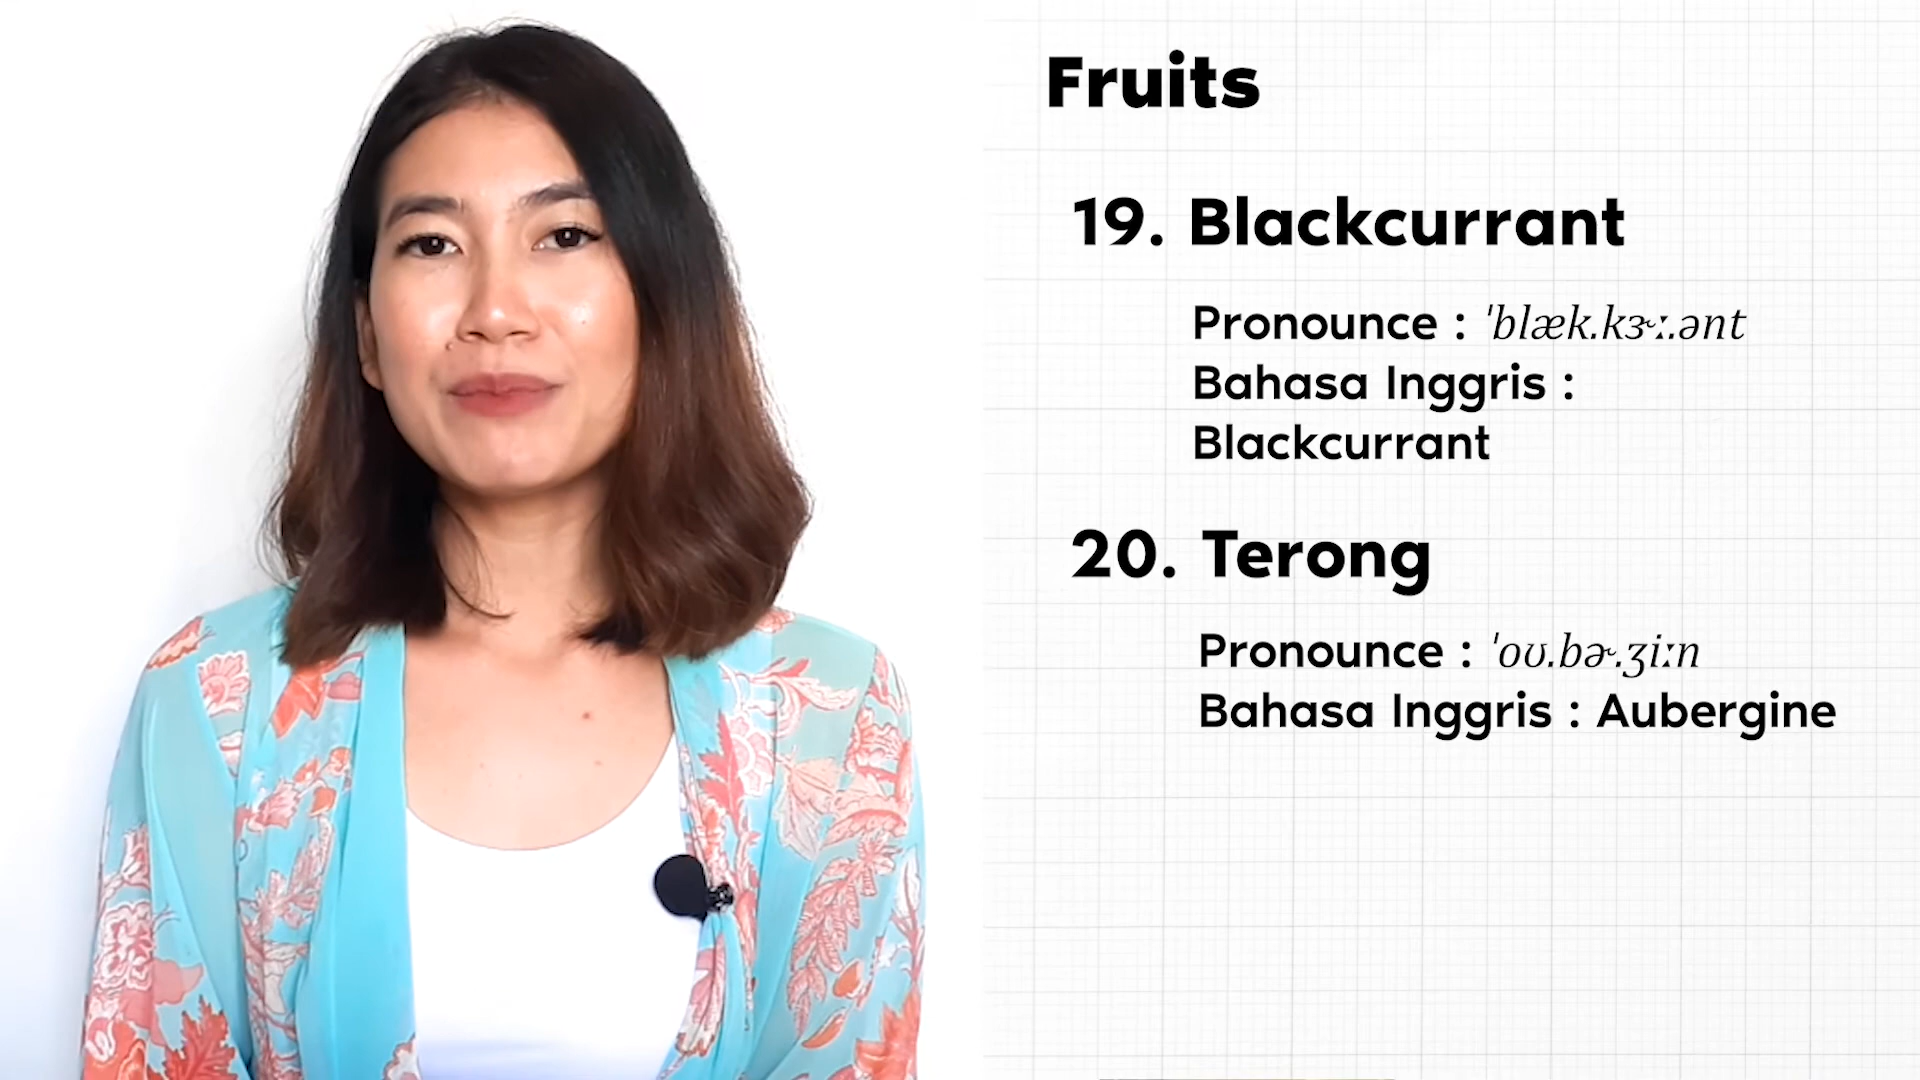 Fruits
19. Blackcurrant
Pronounce : ˈblæk.kɝː.ənt
Bahasa Inggris :
Blackcurrant
20. Terong
Pronounce : ˈoʊ.bɚ.ʒiːn
Bahasa Inggris : Aubergine